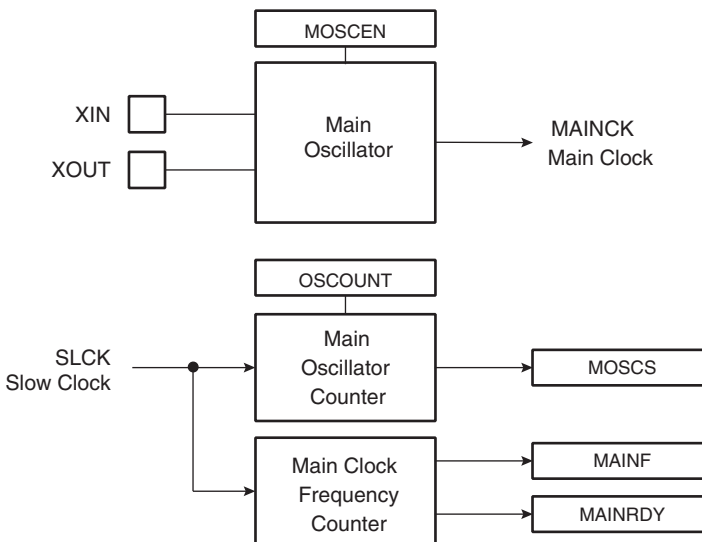 MOSCEN
XIN
XOUT
Main
Oscillator
MAINCK
Main Clock
OSCOUNT
SLCK
Slow Clock
Main
Oscillator
Counter
MOSCS
Main Clock
Frequency
Counter
MAINF
MAINRDY